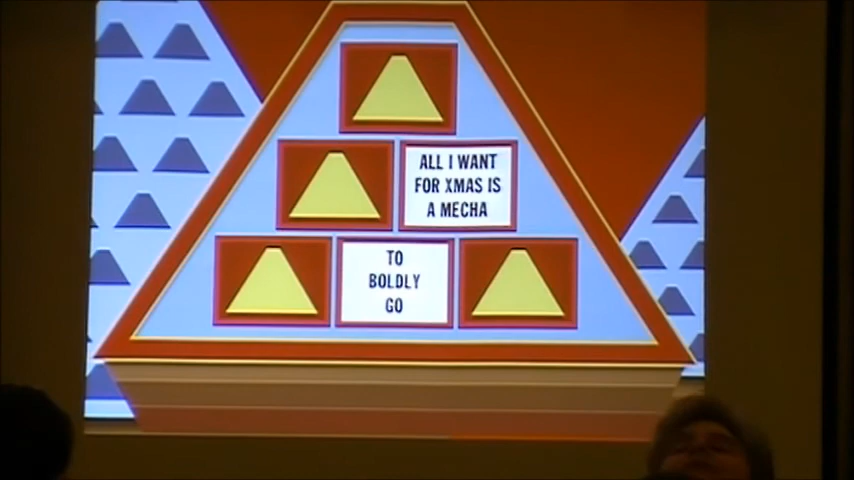 ALL I WANT
FOR XMAS IS
A MECHA
TO
BOLDLY
GO